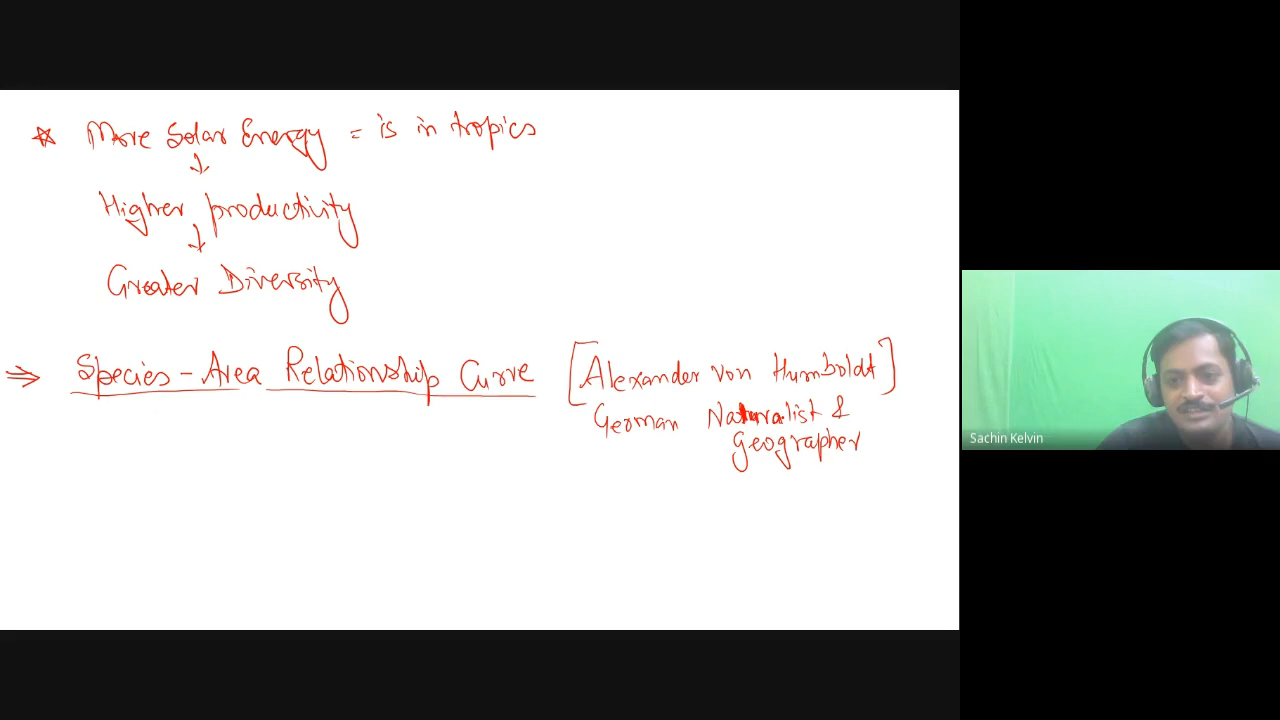 ☆ More Solar Energy = is in tropics
↓
Higher productivity
↓
Greater Diversity
⇒ Species - Area Relationship Curve [Alexander von Humboldt]
German Naturalist &
Geographer
Sachin Kelvin